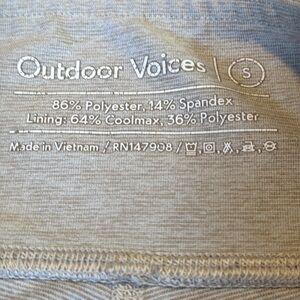 Outdoor Voices | S
86% Polyester, 14% Spandex
Lining: 64% Coolmax, 36% Polyester
Made in Vietnam / RN147908 /